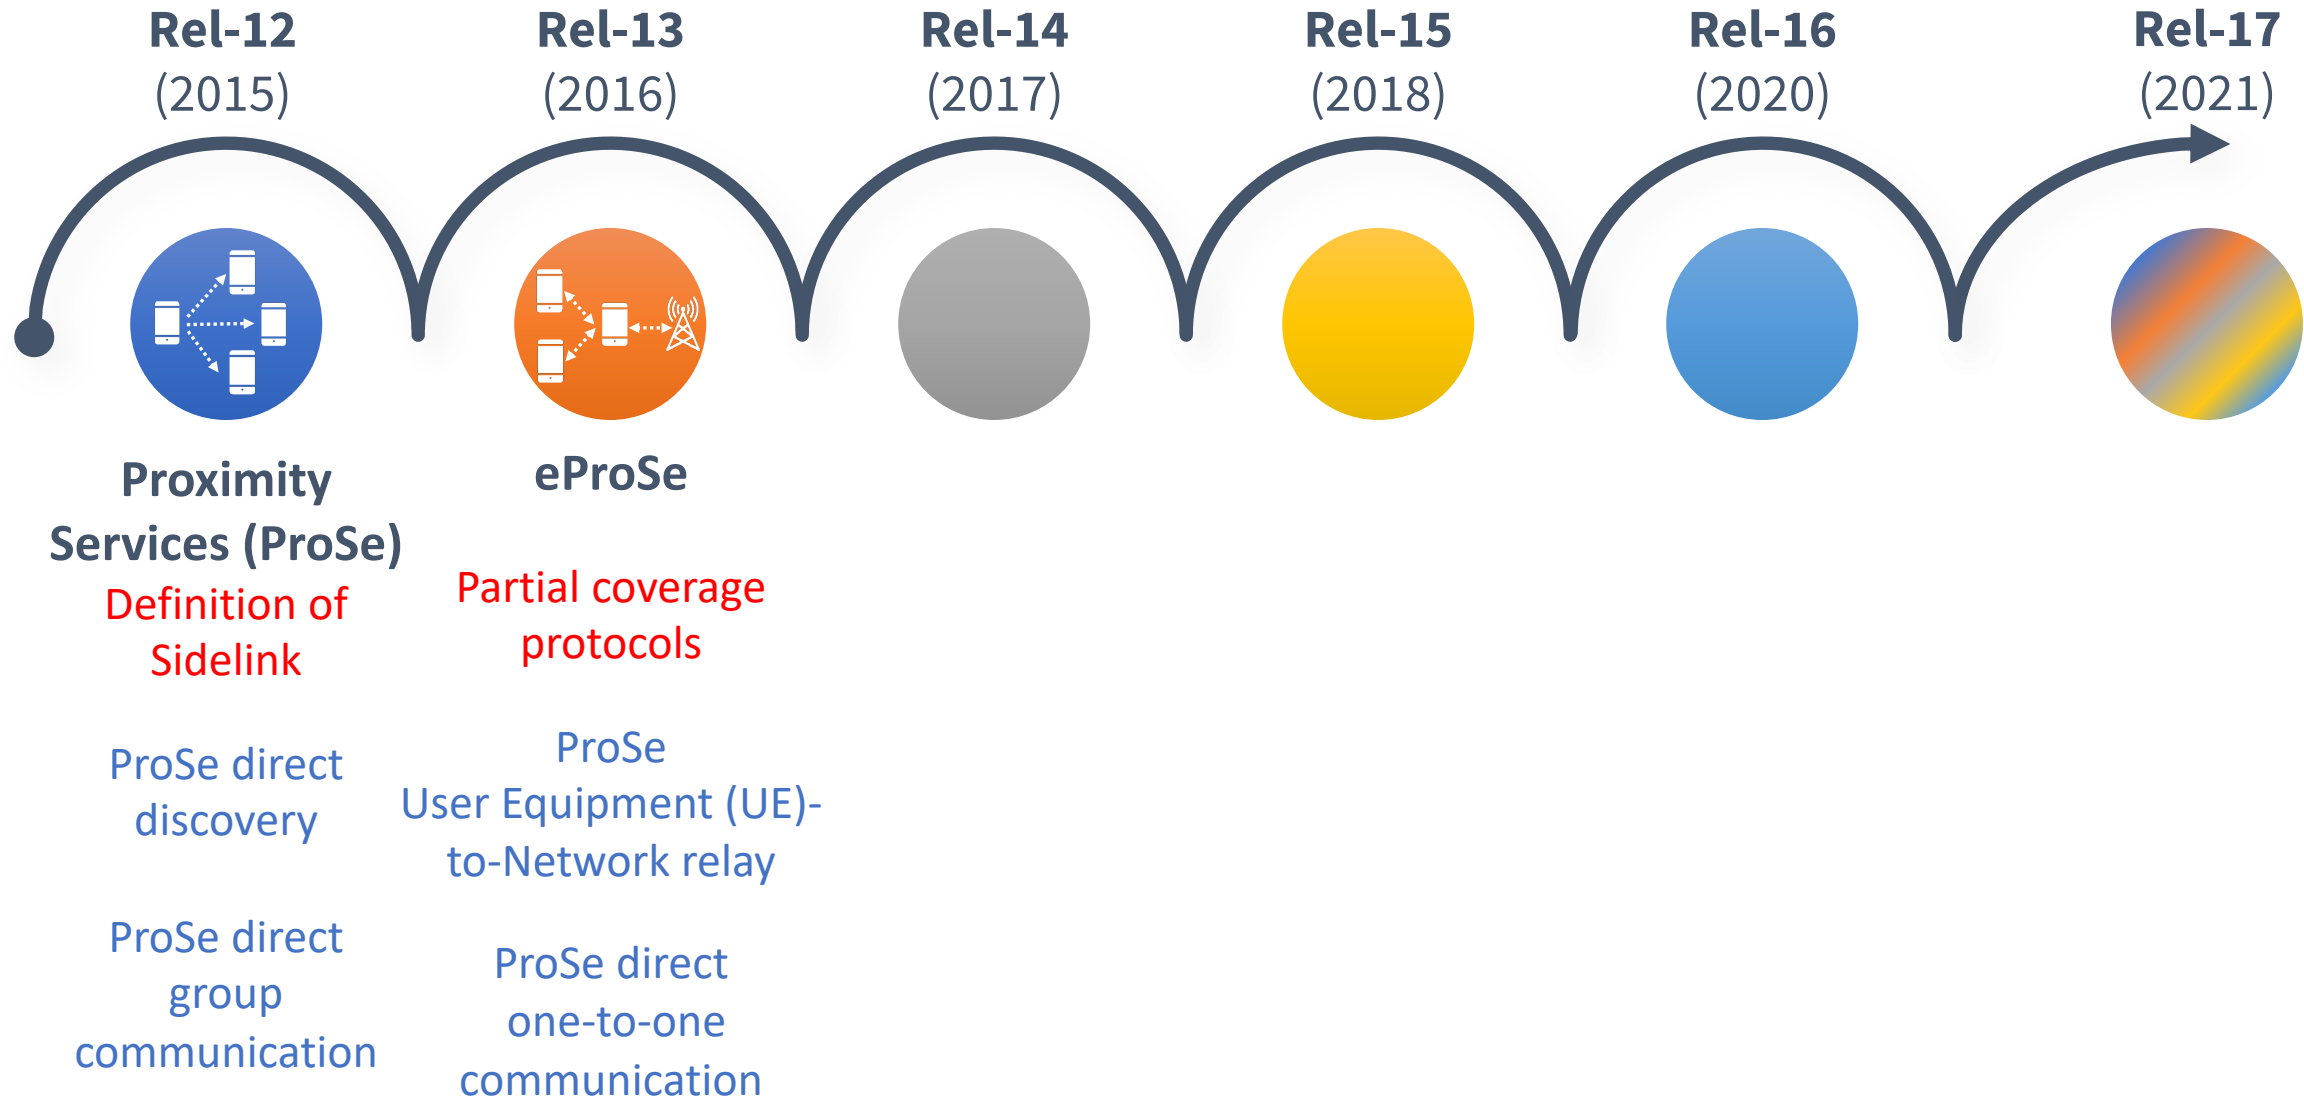 Rel-12
(2015)
Rel-13
(2016)
Rel-14
(2017)
Rel-15
(2018)
Rel-16
(2020)
Rel-17
(2021)
Proximity
Services (ProSe)
Definition of
Sidelink
ProSe direct
discovery
ProSe direct
group
communication
eProSe
Partial coverage
protocols
ProSe
User Equipment (UE)-
to-Network relay
ProSe direct
one-to-one
communication